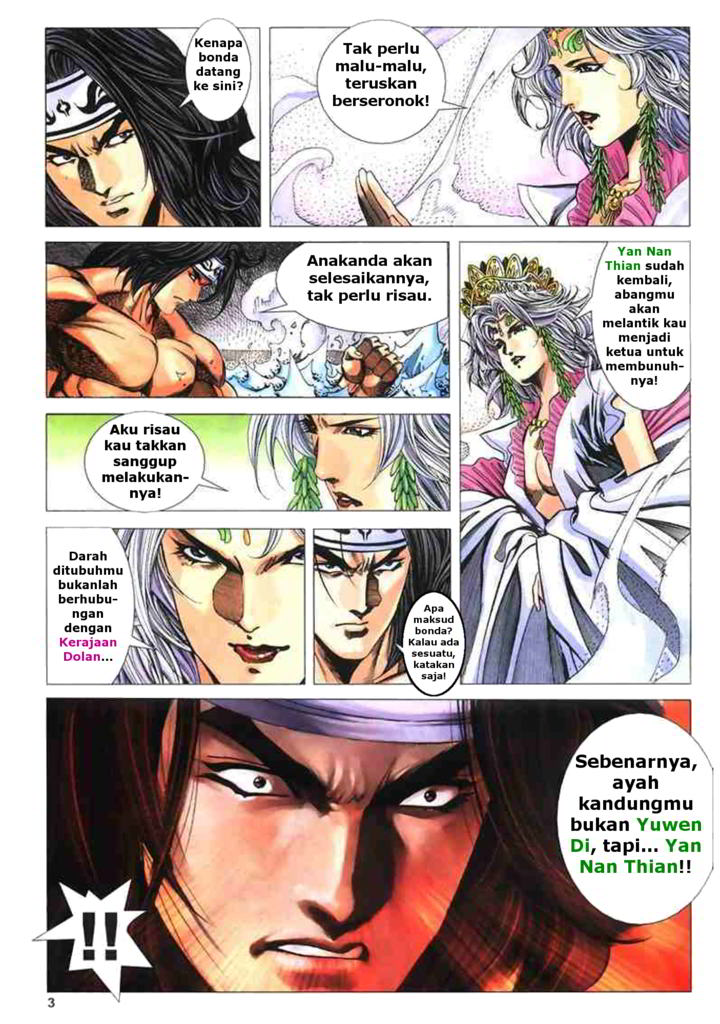 Kenapa
bonda
datang
ke sini?
Tak perlu
malu-malu,
teruskan
berseronok!
Anakanda akan
selesaikannya,
tak perlu risau.
Yan Nan
Thian sudah
kembali,
abangmu
akan
melantik kau
menjadi
ketua untuk
membunuh-
nya!
Aku risau
kau takkan
sanggup
melakukan-
nya!
Darah
ditubuhmu
bukanlah
berhubu-
ngan
dengan
Kerajaan
Dolan...
Apa
maksud
bonda?
Kalau ada
sesuatu,
katakan
saja!
Sebenarnya,
ayah
kandungmu
bukan Yuwen
Di, tapi... Yan
Nan Thian!!
!!
3